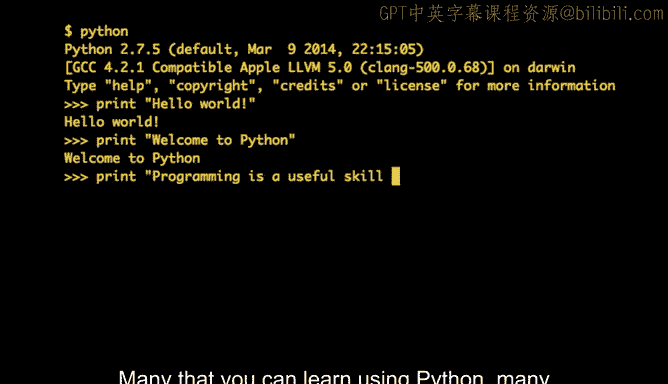 GPT中英字幕课程资源@bilibili.com
$ python
Python 2.7.5 (default, Mar  9 2014, 22:15:05)
[GCC 4.2.1 Compatible Apple LLVM 5.0 (clang-500.0.68)] on darwin
Type "help", "copyright", "credits" or "license" for more information
>>> print "Hello world!"
Hello world!
>>> print "Welcome to Python"
Welcome to Python
>>> print "Programming is a useful skill
Many that you can learn using Python, many